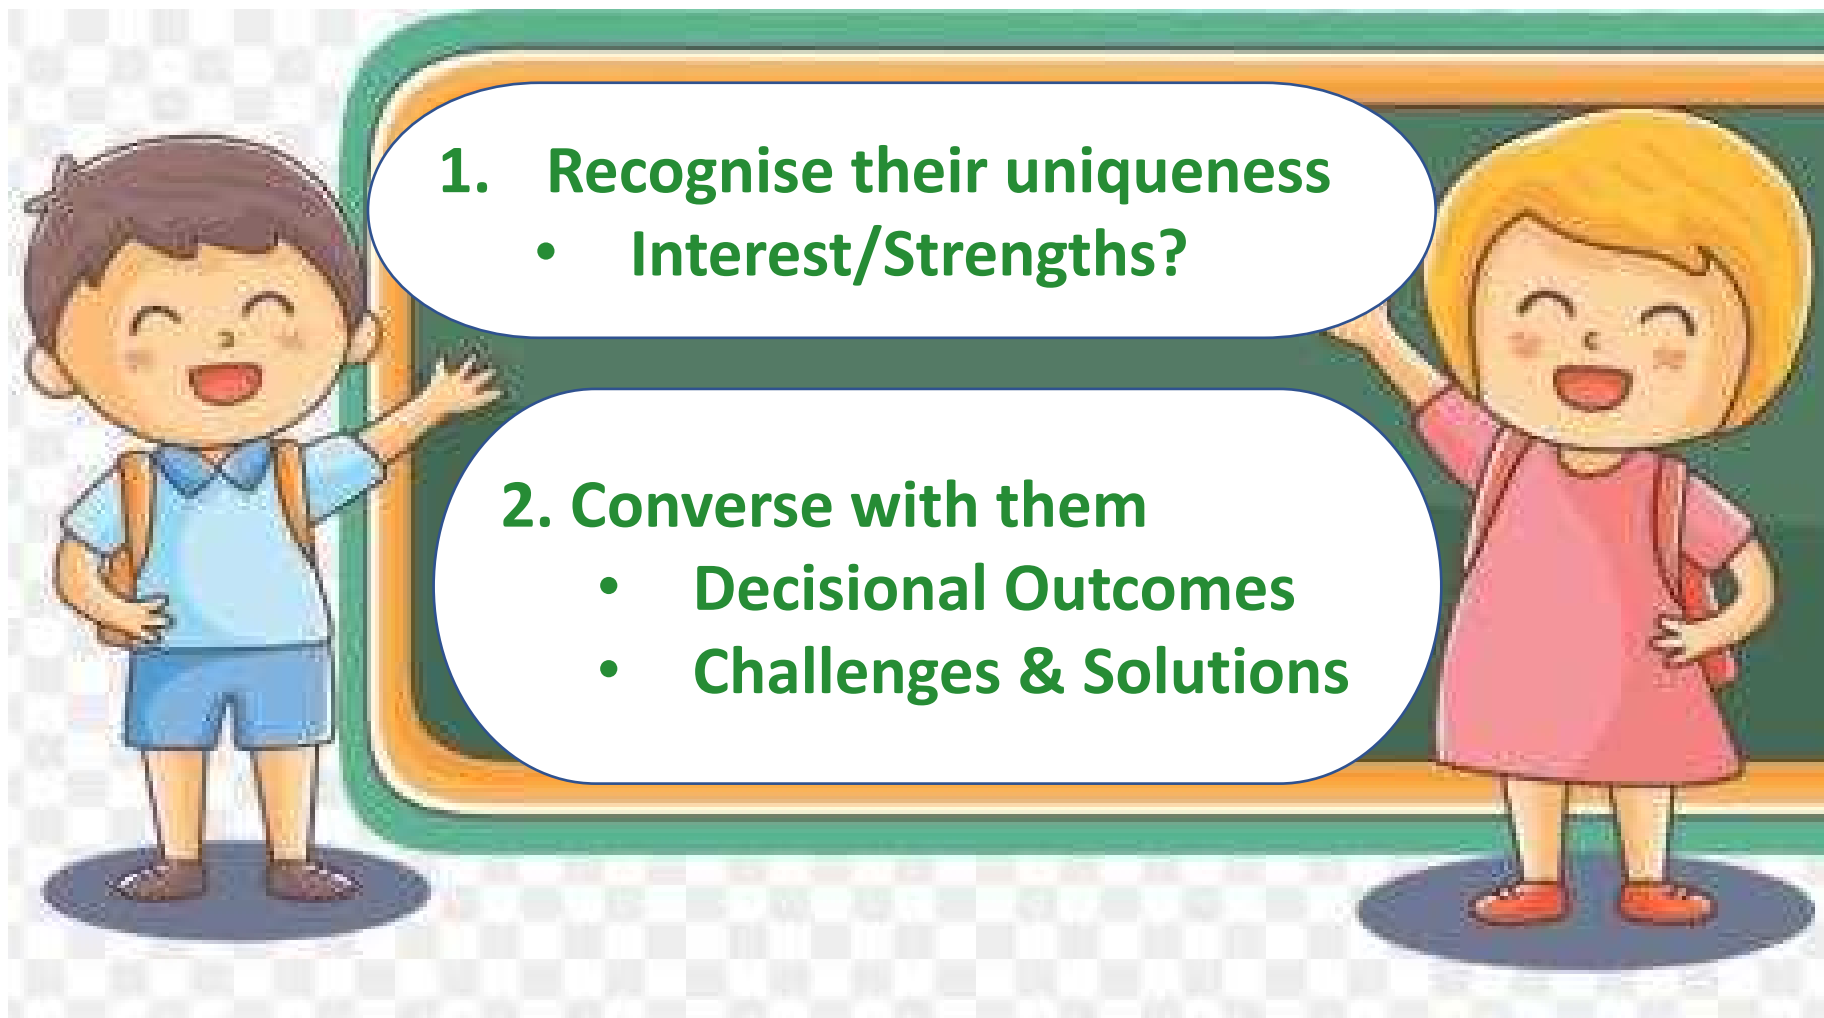 1. Recognise their uniqueness
• Interest/Strengths?
2. Converse with them
• Decisional Outcomes
• Challenges & Solutions